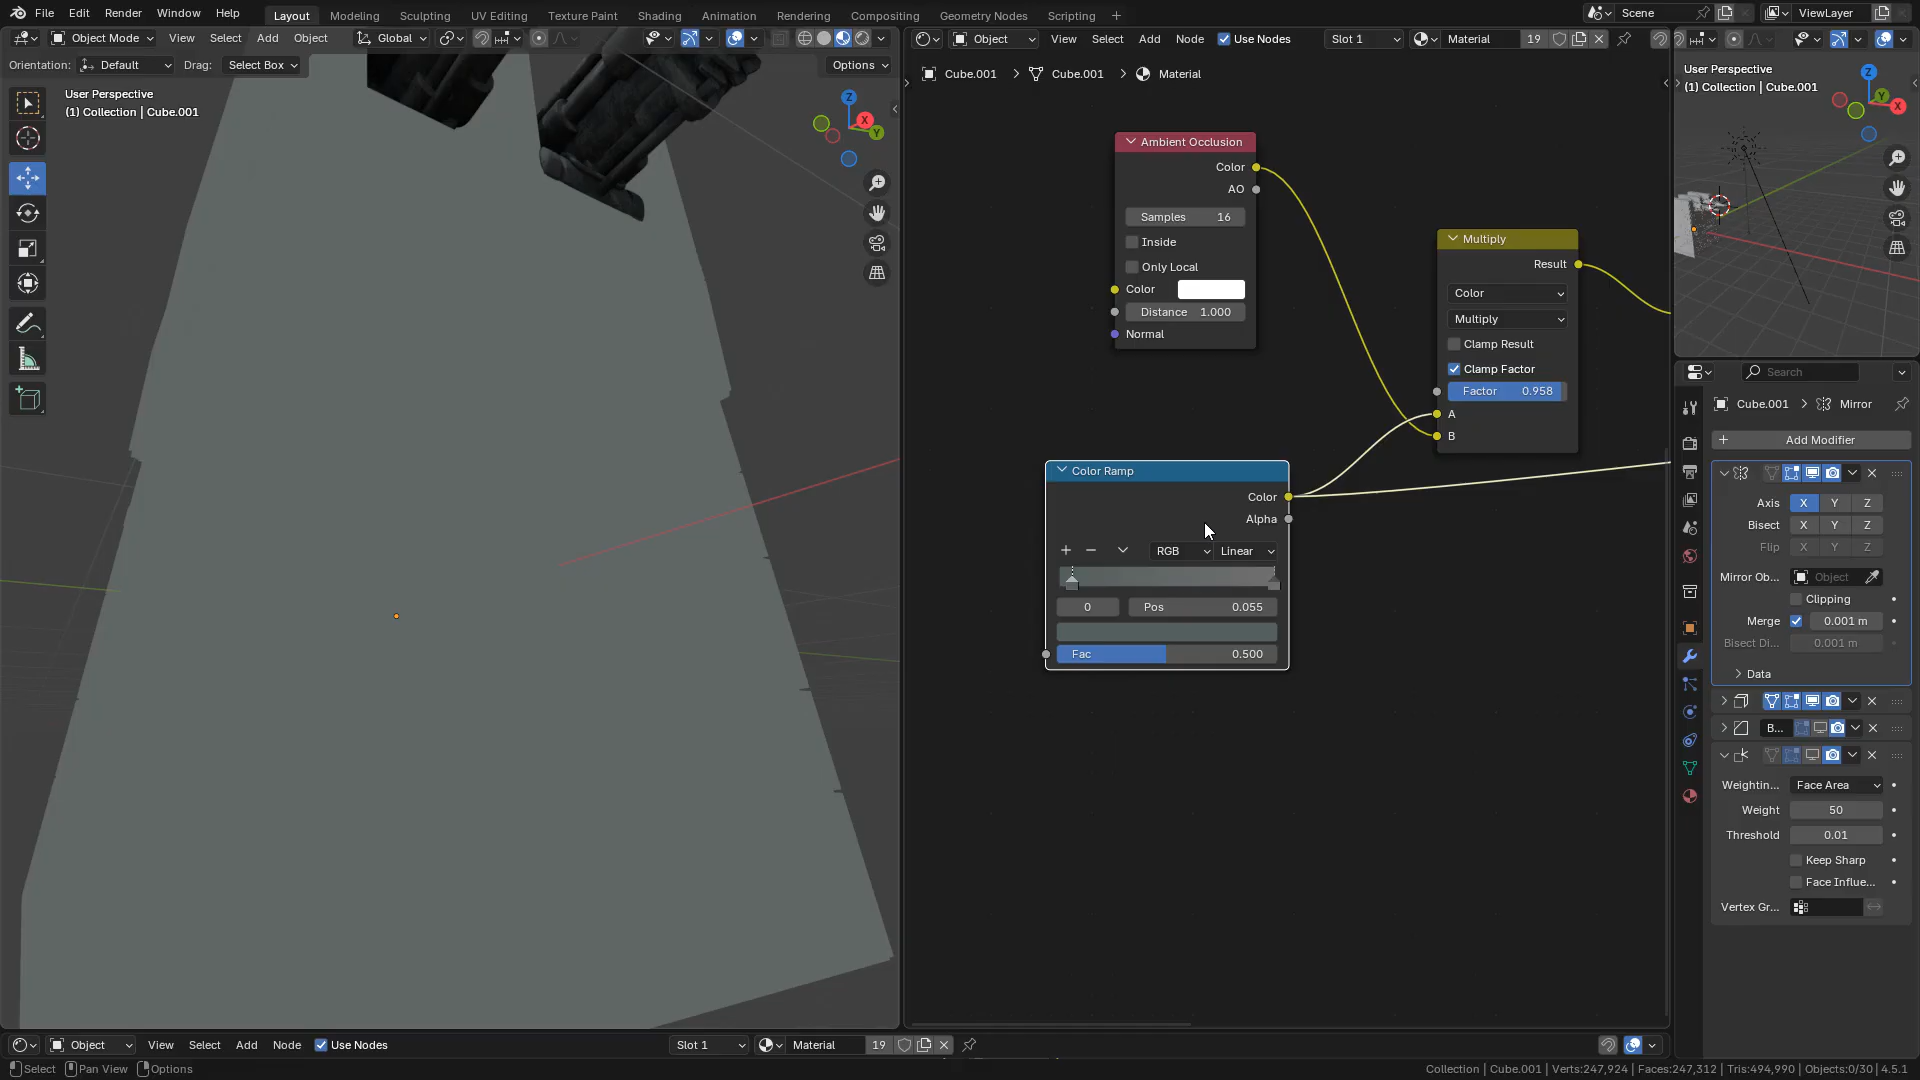 File Edit Render Window Help Layout Modeling Sculpting UV Editing Texture Paint Shading Animation Rendering Compositing Geometry Nodes Scripting + Scene ViewLayer
Object Mode View Select Add Object Global Object View Select Add Node Use Nodes Slot 1 Material 19
Orientation: Default Drag: Select Box Options
Cube.001 > Cube.001 > Material
User Perspective
(1) Collection | Cube.001
Z
X
Y
User Perspective
(1) Collection | Cube.001
Z
Y
X
Ambient Occlusion
Color
AO
Samples 16
Inside
Only Local
Color
Distance 1.000
Normal
Multiply
Result
Color
Multiply
Clamp Result
Clamp Factor
Factor 0.958
A
B
Color Ramp
Color
Alpha
RGB Linear
0 Pos 0.055
Fac 0.500
Search
Cube.001 > Mirror
+ Add Modifier
Axis X Y Z
Bisect X Y Z
Flip X Y Z
Mirror Ob... Object
Clipping
Merge 0.001 m
Bisect Di... 0.001 m
Data
B...
Weightin... Face Area
Weight 50
Threshold 0.01
Keep Sharp
Face Influe...
Vertex Gr...
Object View Select Add Node Use Nodes Slot 1 Material 19
Select Pan View Options Collection | Cube.001 | Verts:247,924 | Faces:247,312 | Tris:494,990 | Objects:0/30 | 4.5.1